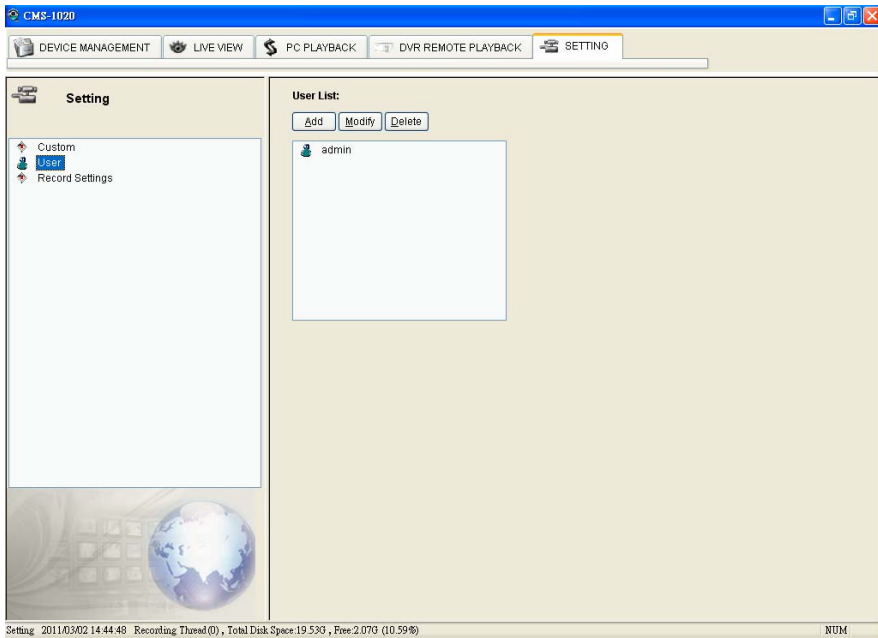 CMS-1020
DEVICE MANAGEMENT LIVE VIEW PC PLAYBACK DVR REMOTE PLAYBACK SETTING
Setting
Custom
User
Record Settings
User List:
Add Modify Delete
admin
Setting 2011/03/02 14:44:48 Recording Thread(0) , Total Disk Space:19.53G , Free:2.07G (10.59%) NUM